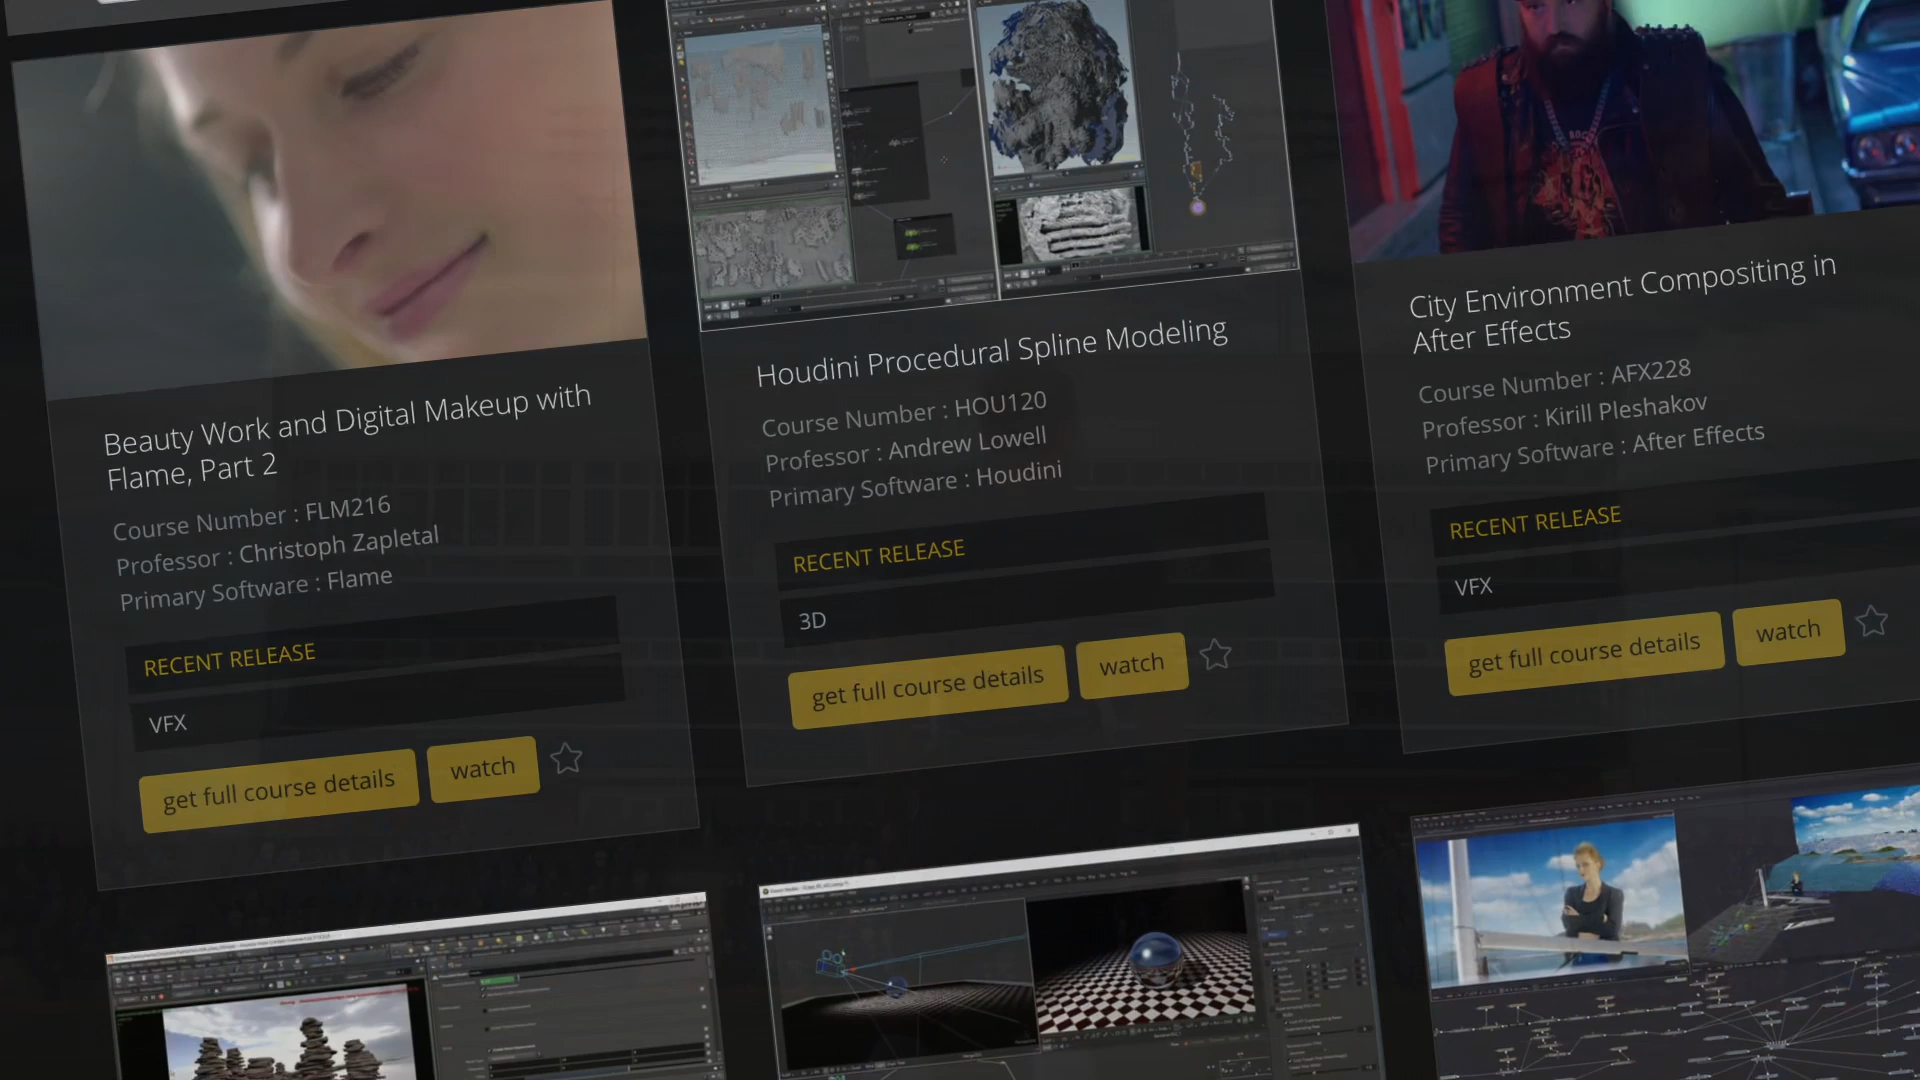 Beauty Work and Digital Makeup with
Flame, Part 2
Course Number : FLM216
Professor : Christoph Zapletal
Primary Software : Flame
RECENT RELEASE
VFX
get full course details
watch
Houdini Procedural Spline Modeling
Course Number : HOU120
Professor : Andrew Lowell
Primary Software : Houdini
RECENT RELEASE
3D
get full course details
watch
City Environment Compositing in
After Effects
Course Number : AFX228
Professor : Kirill Pleshakov
Primary Software : After Effects
RECENT RELEASE
VFX
get full course details
watch